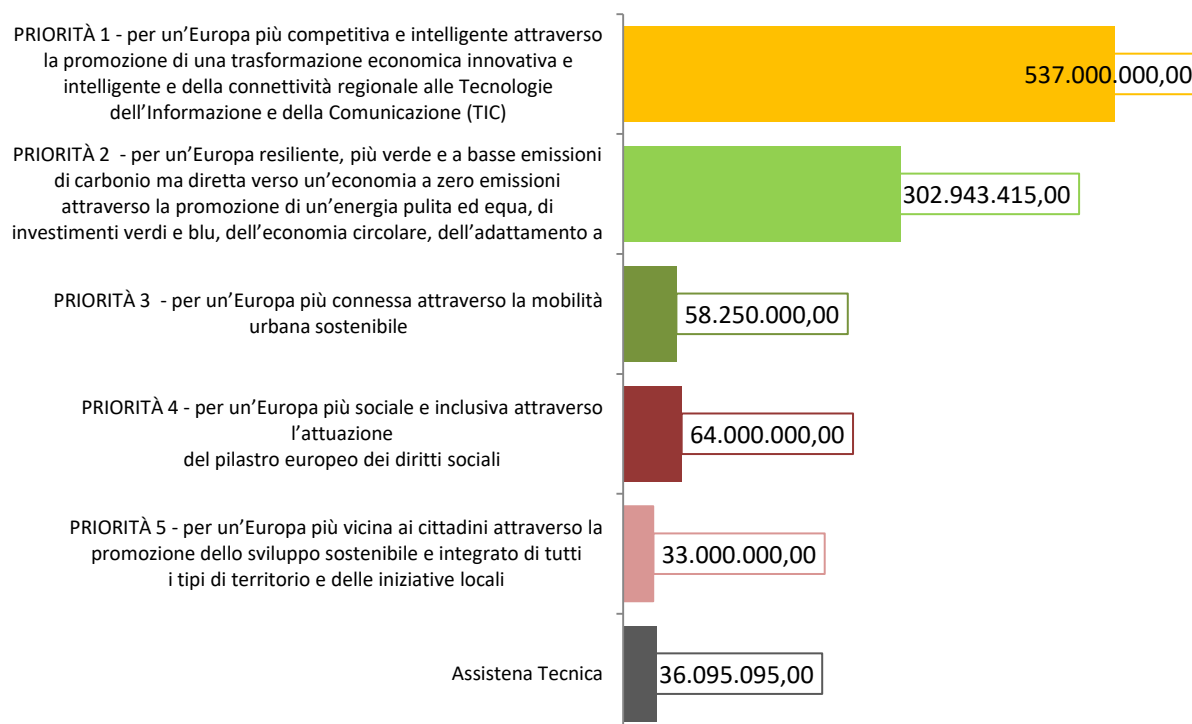 PRIORITÀ 1 - per un’Europa più competitiva e intelligente attraverso
la promozione di una trasformazione economica innovativa e
intelligente e della connettività regionale alle Tecnologie
dell’Informazione e della Comunicazione (TIC)
537.000.000,00
PRIORITÀ 2 - per un’Europa resiliente, più verde e a basse emissioni
di carbonio ma diretta verso un’economia a zero emissioni
attraverso la promozione di un’energia pulita ed equa, di
investimenti verdi e blu, dell’economia circolare, dell’adattamento a
302.943.415,00
PRIORITÀ 3 - per un’Europa più connessa attraverso la mobilità
urbana sostenibile
58.250.000,00
PRIORITÀ 4 - per un’Europa più sociale e inclusiva attraverso
l’attuazione
del pilastro europeo dei diritti sociali
64.000.000,00
PRIORITÀ 5 - per un’Europa più vicina ai cittadini attraverso la
promozione dello sviluppo sostenibile e integrato di tutti
i tipi di territorio e delle iniziative locali
33.000.000,00
Assistena Tecnica
36.095.095,00